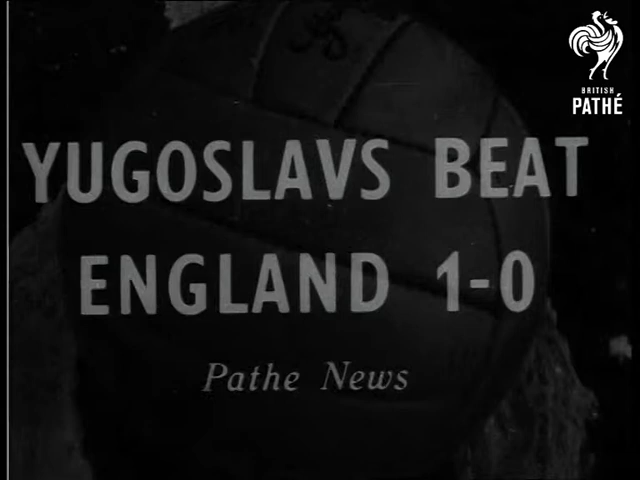 BRITISH
PATHÉ
YUGOSLAVS BEAT
ENGLAND 1-0
Pathe News